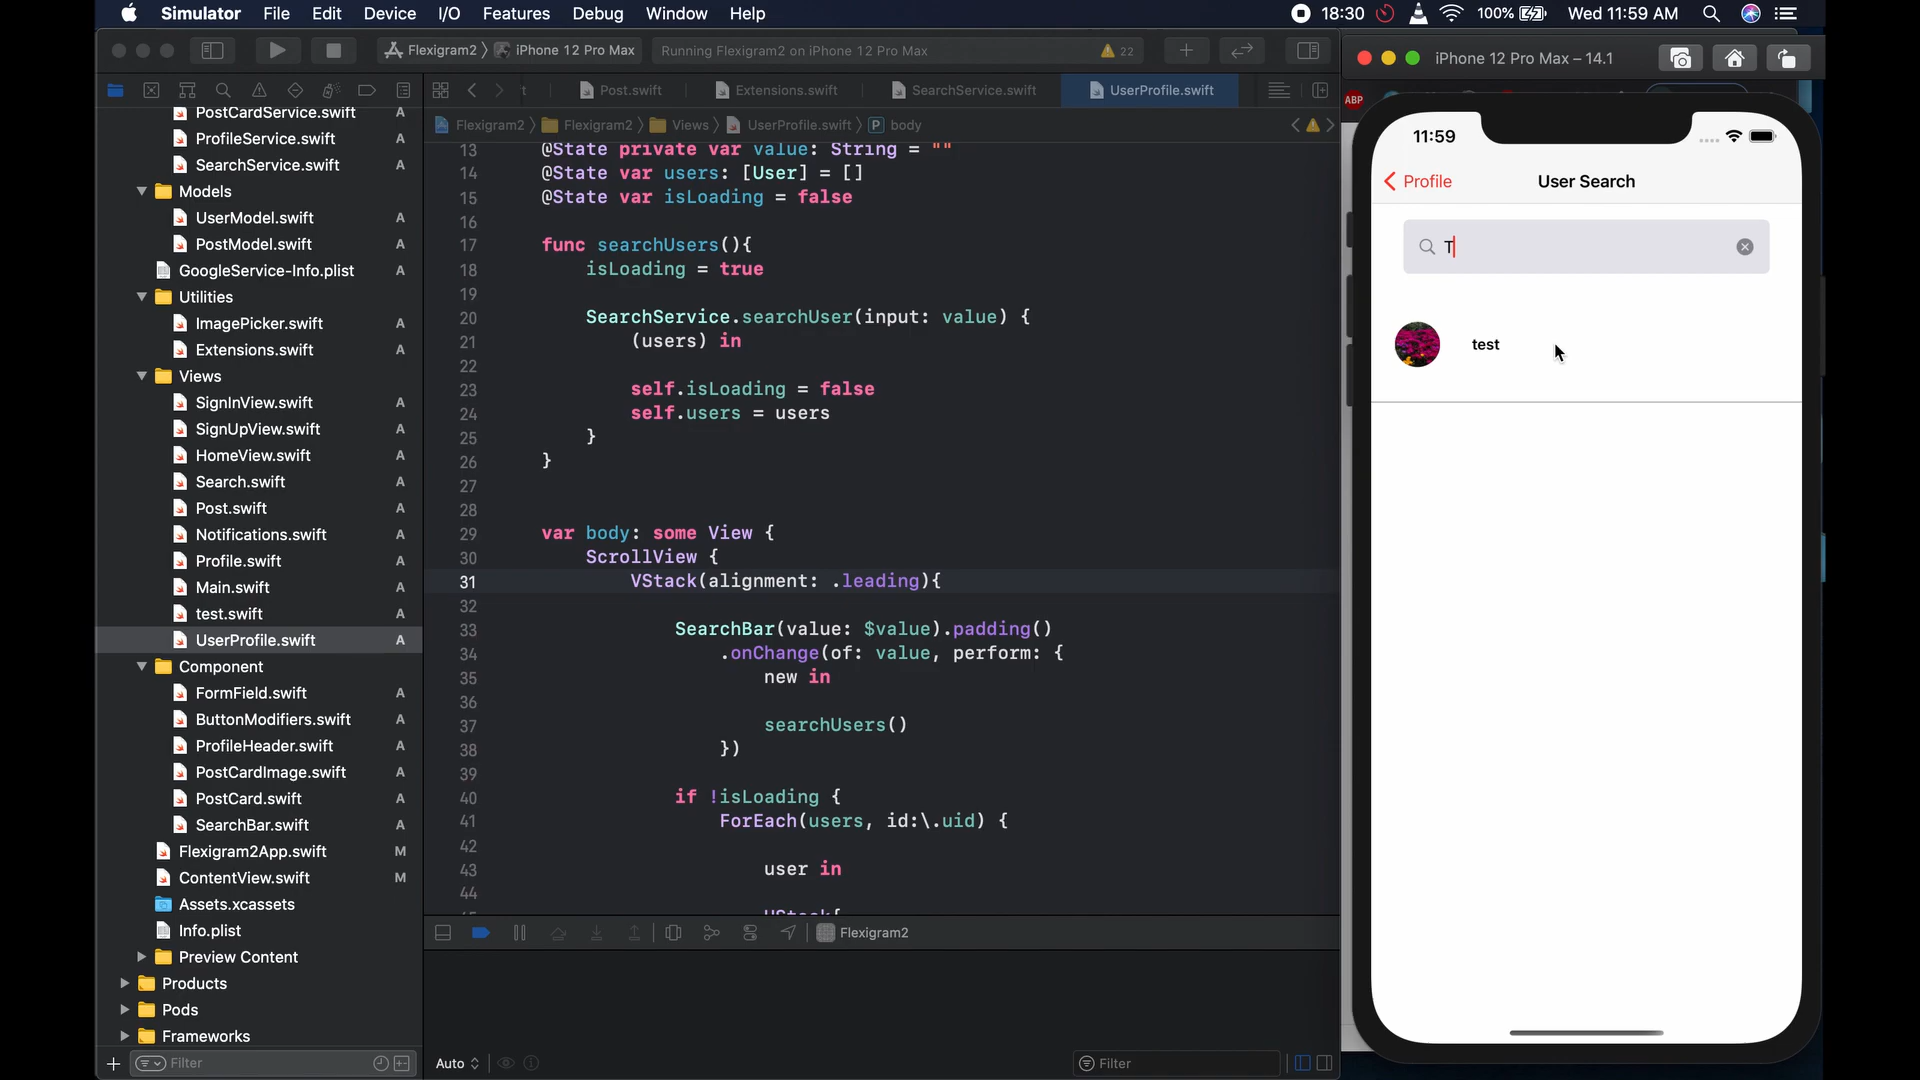 Simulator File Edit Device I/O Features Debug Window Help 18:30 100% Wed 11:59 AM
Flexigram2 iPhone 12 Pro Max Running Flexigram2 on iPhone 12 Pro Max 22
iPhone 12 Pro Max – 14.1
Post.swift Extensions.swift SearchService.swift UserProfile.swift
ABP
Flexigram2 Flexigram2 Views UserProfile.swift P body
PostCardService.swift A
ProfileService.swift A
SearchService.swift A
Models
UserModel.swift A
PostModel.swift A
GoogleService-Info.plist A
Utilities
ImagePicker.swift A
Extensions.swift A
Views
SignInView.swift A
SignUpView.swift A
HomeView.swift A
Search.swift A
Post.swift A
Notifications.swift A
Profile.swift A
Main.swift A
test.swift A
UserProfile.swift A
Component
FormField.swift A
ButtonModifiers.swift A
ProfileHeader.swift A
PostCardImage.swift A
PostCard.swift A
SearchBar.swift A
Flexigram2App.swift M
ContentView.swift M
Assets.xcassets
Info.plist
Preview Content
Products
Pods
Frameworks
Filter
13 @State private var value: String = ""
14 @State var users: [User] = []
15 @State var isLoading = false
16
17 func searchUsers(){
18 isLoading = true
19
20 SearchService.searchUser(input: value) {
21 (users) in
22
23 self.isLoading = false
24 self.users = users
25 }
26 }
27
28
29 var body: some View {
30 ScrollView {
31 VStack(alignment: .leading){
32
33 SearchBar(value: $value).padding()
34 .onChange(of: value, perform: {
35 new in
36
37 searchUsers()
38 })
39
40 if !isLoading {
41 ForEach(users, id:\.uid) {
42
43 user in
44
Flexigram2
Auto Filter
11:59
Profile User Search
T
test